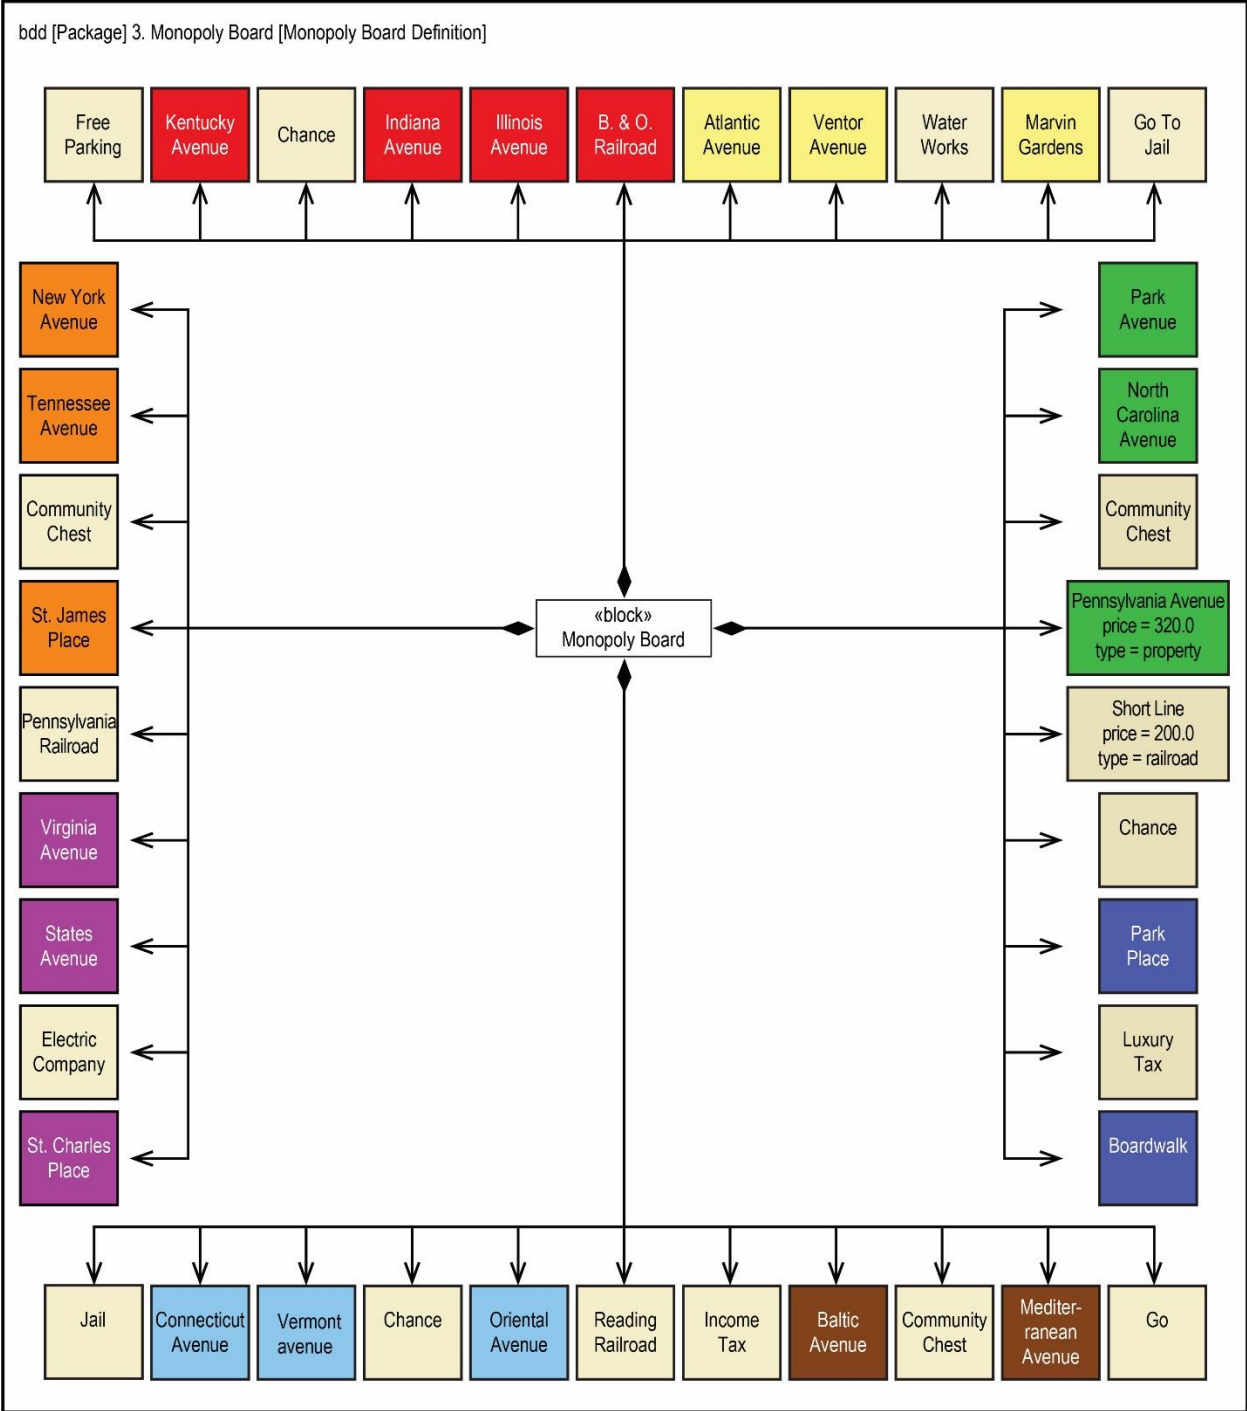 bdd [Package] 3. Monopoly Board [Monopoly Board Definition]
Free
Parking
Kentucky
Avenue
Chance
Indiana
Avenue
Illinois
Avenue
B. & O.
Railroad
Atlantic
Avenue
Ventor
Avenue
Water
Works
Marvin
Gardens
Go To
Jail
New York
Avenue
Tennessee
Avenue
Community
Chest
St. James
Place
Pennsylvania
Railroad
Virginia
Avenue
States
Avenue
Electric
Company
St. Charles
Place
«block»
Monopoly Board
Park
Avenue
North
Carolina
Avenue
Community
Chest
Pennsylvania Avenue
price = 320.0
type = property
Short Line
price = 200.0
type = railroad
Chance
Park
Place
Luxury
Tax
Boardwalk
Jail
Connecticut
Avenue
Vermont
avenue
Chance
Oriental
Avenue
Reading
Railroad
Income
Tax
Baltic
Avenue
Community
Chest
Mediter-
ranean
Avenue
Go